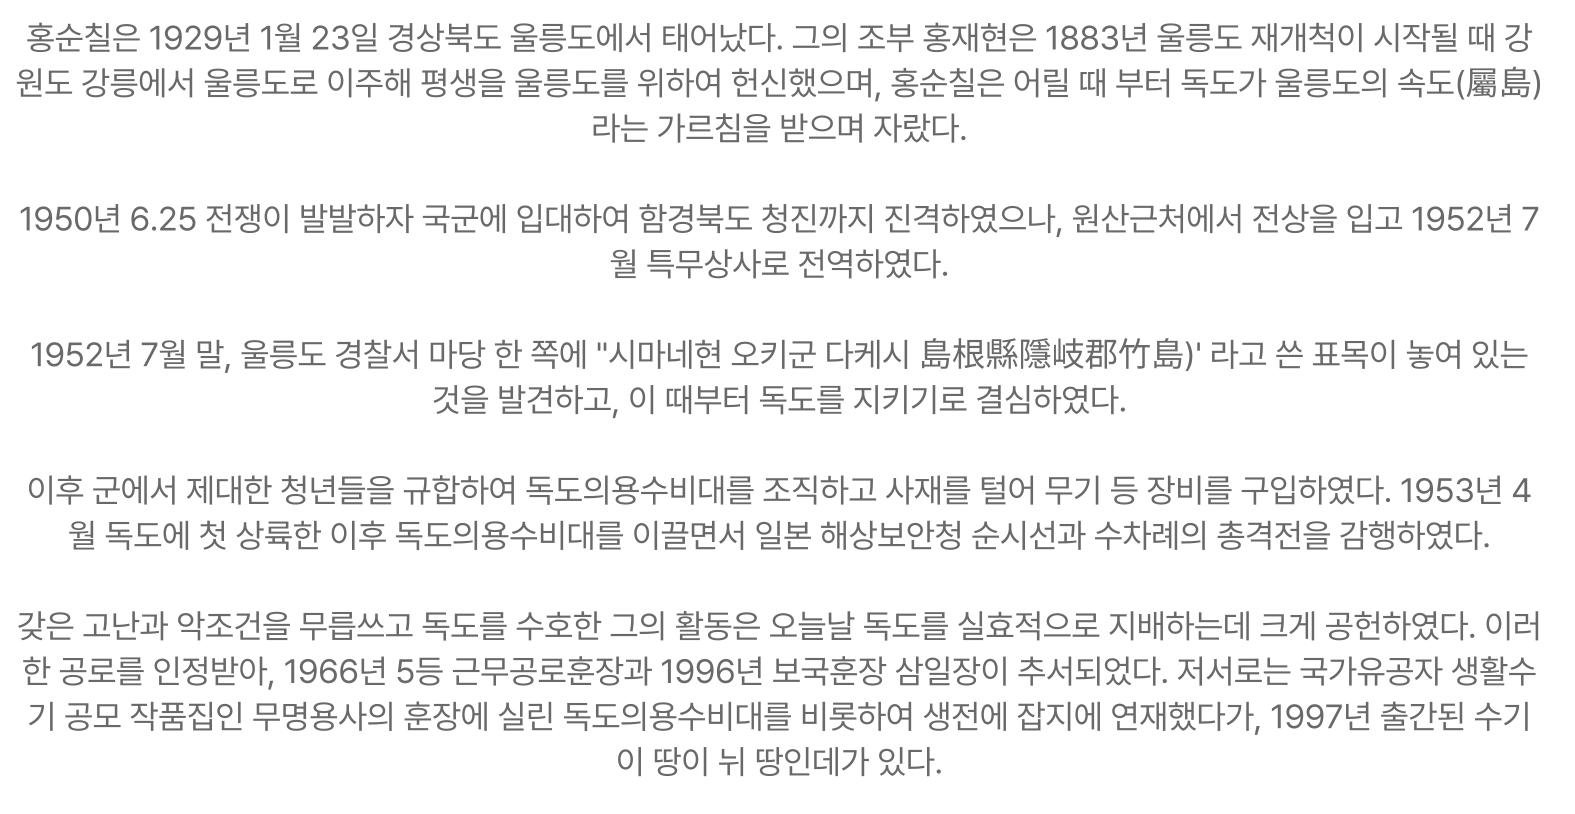 홍순칠은 1929년 1월 23일 경상북도 울릉도에서 태어났다. 그의 조부 홍재현은 1883년 울릉도 재개척이 시작될 때 강
원도 강릉에서 울릉도로 이주해 평생을 울릉도를 위하여 헌신했으며, 홍순칠은 어릴 때 부터 독도가 울릉도의 속도(屬島)
라는 가르침을 받으며 자랐다.
1950년 6.25 전쟁이 발발하자 국군에 입대하여 함경북도 청진까지 진격하였으나, 원산근처에서 전상을 입고 1952년 7
월 특무상사로 전역하였다.
1952년 7월 말, 울릉도 경찰서 마당 한 쪽에 "시마네현 오키군 다케시 島根縣隱岐郡竹島)' 라고 쓴 표목이 놓여 있는
것을 발견하고, 이 때부터 독도를 지키기로 결심하였다.
이후 군에서 제대한 청년들을 규합하여 독도의용수비대를 조직하고 사재를 털어 무기 등 장비를 구입하였다. 1953년 4
월 독도에 첫 상륙한 이후 독도의용수비대를 이끌면서 일본 해상보안청 순시선과 수차례의 총격전을 감행하였다.
갖은 고난과 악조건을 무릅쓰고 독도를 수호한 그의 활동은 오늘날 독도를 실효적으로 지배하는데 크게 공헌하였다. 이러
한 공로를 인정받아, 1966년 5등 근무공로훈장과 1996년 보국훈장 삼일장이 추서되었다. 저서로는 국가유공자 생활수
기 공모 작품집인 무명용사의 훈장에 실린 독도의용수비대를 비롯하여 생전에 잡지에 연재했다가, 1997년 출간된 수기
이 땅이 뉘 땅인데가 있다.